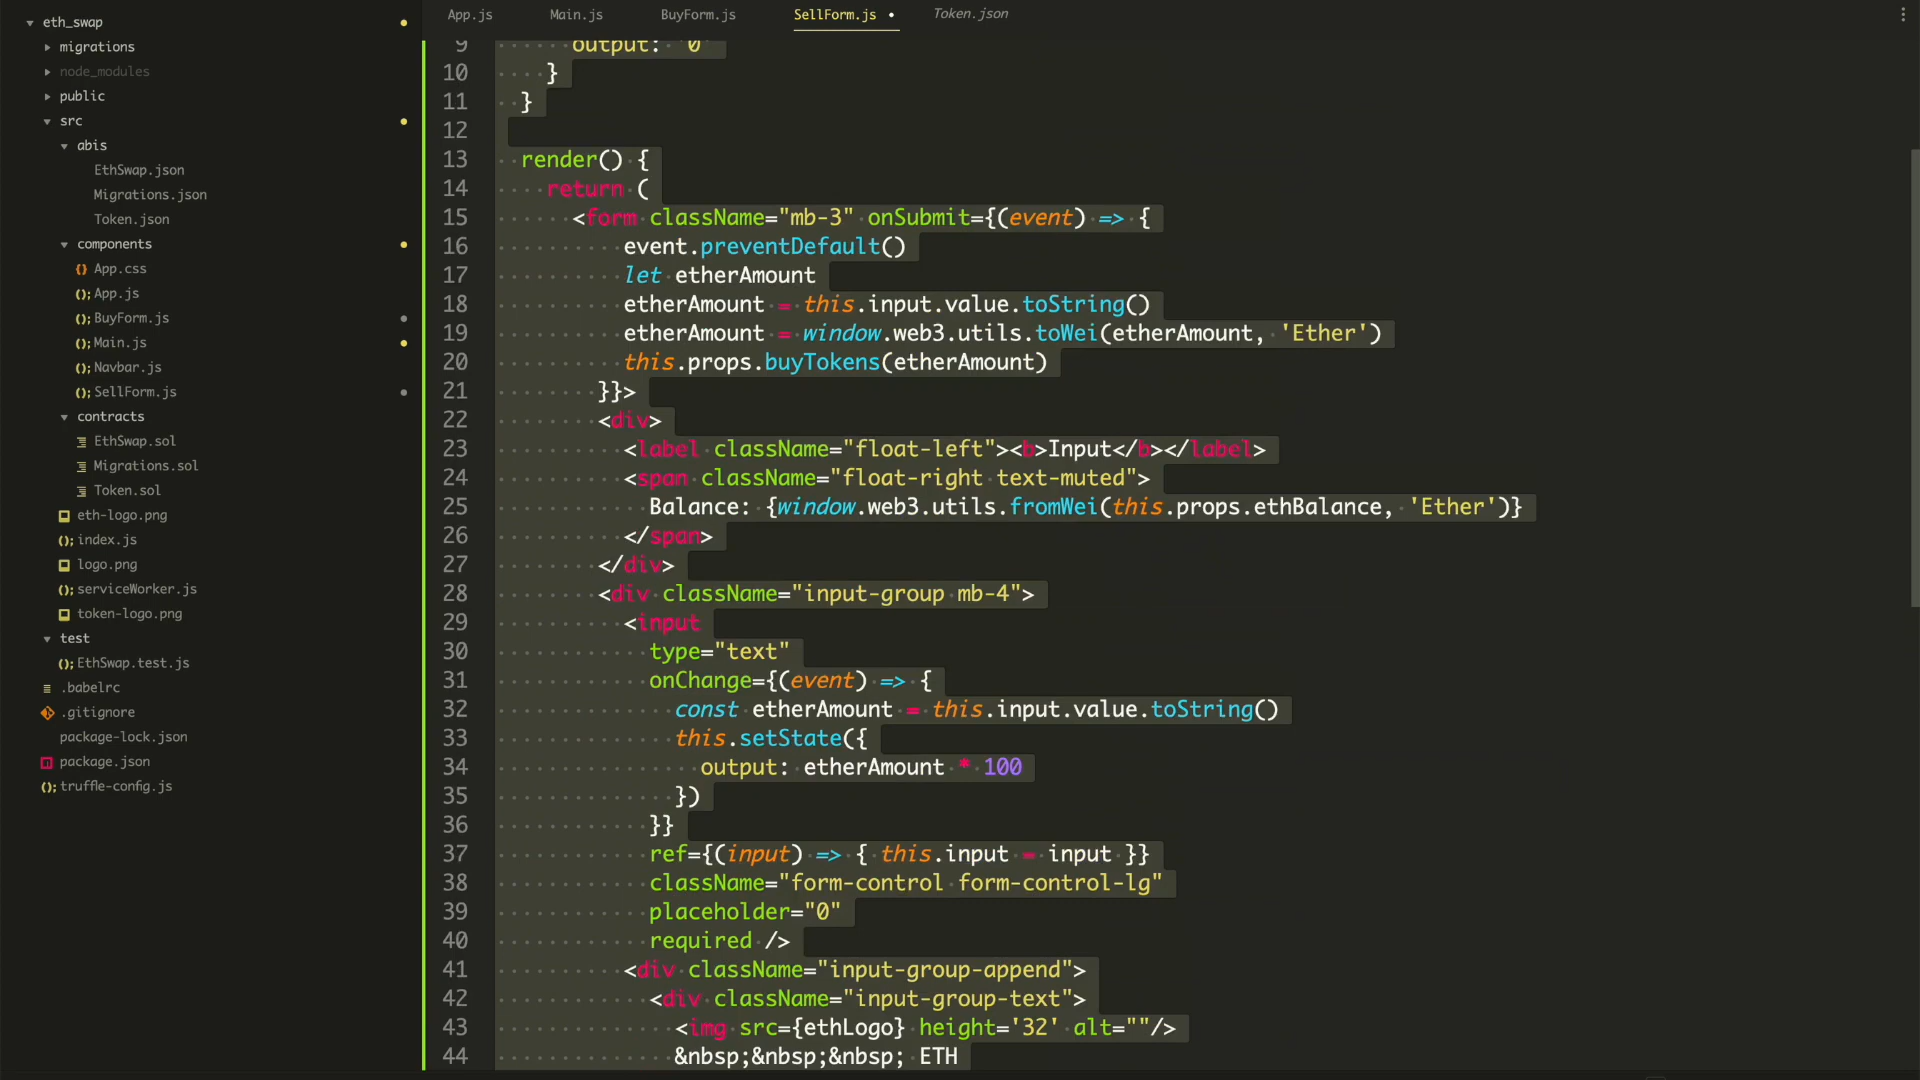 App.js
Main.js
BuyForm.js
SellForm.js
Token.json
eth_swap
migrations
node_modules
public
src
abis
EthSwap.json
Migrations.json
Token.json
components
App.css
App.js
BuyForm.js
Main.js
Navbar.js
SellForm.js
contracts
EthSwap.sol
Migrations.sol
Token.sol
eth-logo.png
index.js
logo.png
serviceWorker.js
token-logo.png
test
EthSwap.test.js
.babelrc
.gitignore
package-lock.json
package.json
truffle-config.js
9 output: '0'
10 }
11 }
12
13 render() {
14 return (
15 <form className="mb-3" onSubmit={(event) => {
16 event.preventDefault()
17 let etherAmount
18 etherAmount = this.input.value.toString()
19 etherAmount = window.web3.utils.toWei(etherAmount, 'Ether')
20 this.props.buyTokens(etherAmount)
21 }}>
22 <div>
23 <label className="float-left"><b>Input</b></label>
24 <span className="float-right text-muted">
25 Balance: {window.web3.utils.fromWei(this.props.ethBalance, 'Ether')}
26 </span>
27 </div>
28 <div className="input-group mb-4">
29 <input
30 type="text"
31 onChange={(event) => {
32 const etherAmount = this.input.value.toString()
33 this.setState({
34 output: etherAmount * 100
35 })
36 }}
37 ref={(input) => { this.input = input }}
38 className="form-control form-control-lg"
39 placeholder="0"
40 required />
41 <div className="input-group-append">
42 <div className="input-group-text">
43 <img src={ethLogo} height='32' alt=""/>
44 &nbsp;&nbsp;&nbsp; ETH